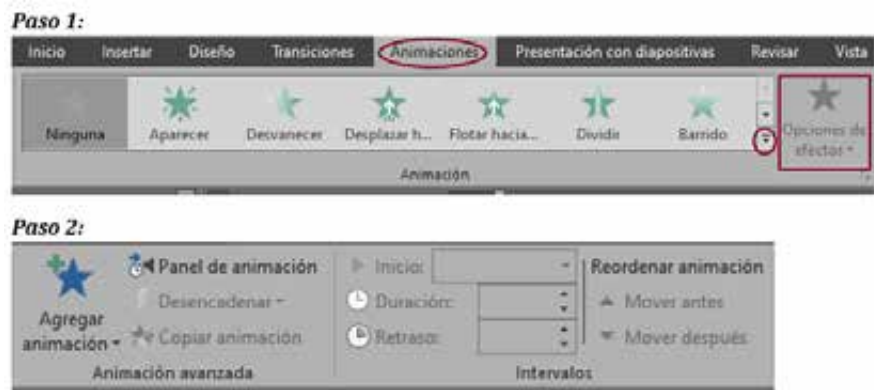 Paso 1:
Inicio Insertar Diseño Transiciones Animaciones Presentación con diapositivas Revisar Vista
Ninguna Aparecer Desvanecer Desplazar h... Flotar hacia... Dividir Barrido Opciones de efectos
Animación
Paso 2:
Agregar animación
Panel de animación
Desencadenar
Copiar animación
Animación avanzada
Inicio:
Duración:
Retraso:
Reordenar animación
Mover antes
Mover después
Intervalos